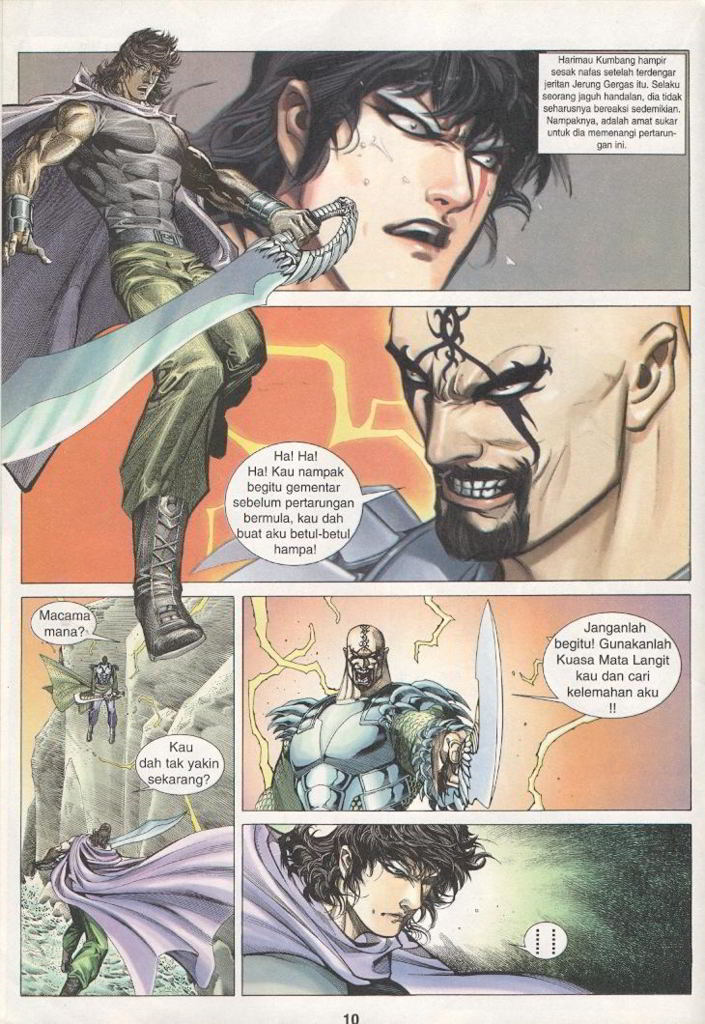 Harimau Kumbang hampir
sesak nafas setelah terdengar
jeritan Jerung Gergas itu. Selaku
seorang jaguh handalan, dia tidak
seharusnya bereaksi sedemikian.
Nampaknya, adalah amat sukar
untuk dia memenangi pertarun-
gan ini.
Ha! Ha!
Ha! Kau nampak
begitu gementar
sebelum pertarungan
bermula, kau dah
buat aku betul-betul
hampa!
Macama
mana?
Kau
dah tak yakin
sekarang?
Janganlah
begitu! Gunakanlah
Kuasa Mata Langit
kau dan cari
kelemahan aku
!!
!!
10